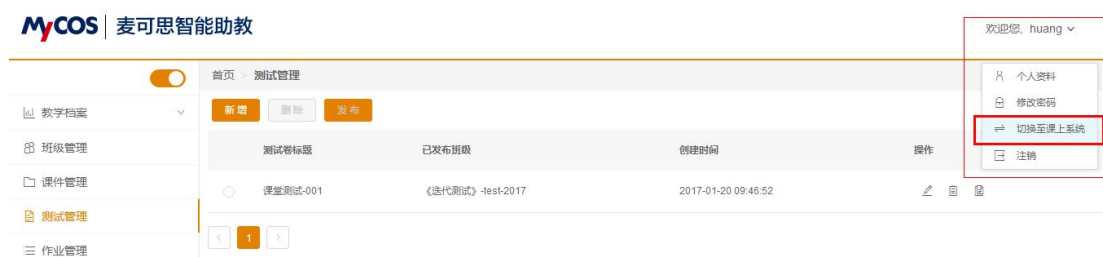 MyCOS 麦可思智能助教
欢迎您, huang
首页 > 测试管理
个人资料
修改密码
切换至课上系统
注销
教学档案
班级管理
课件管理
测试管理
作业管理
新增 删除 发布
测试卷标题 已发布班级 创建时间 操作
课堂测试-001 《迭代测试》-test-2017 2017-01-20 09:46:52
< 1 >